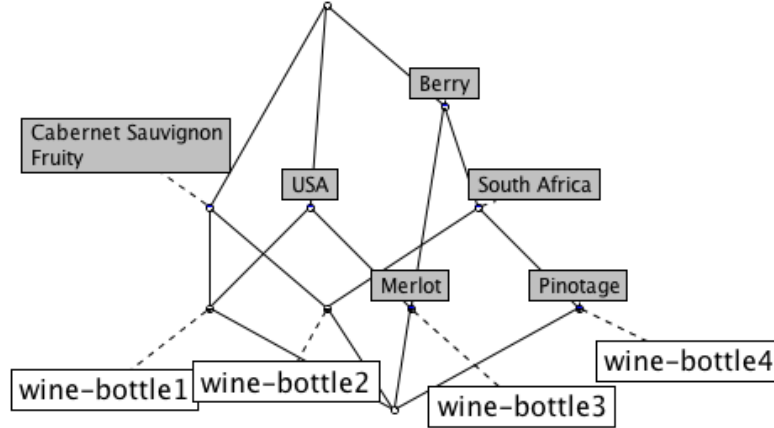 Berry
Cabernet Sauvignon
Fruity
USA
South Africa
Merlot
Pinotage
wine-bottle1
wine-bottle2
wine-bottle3
wine-bottle4